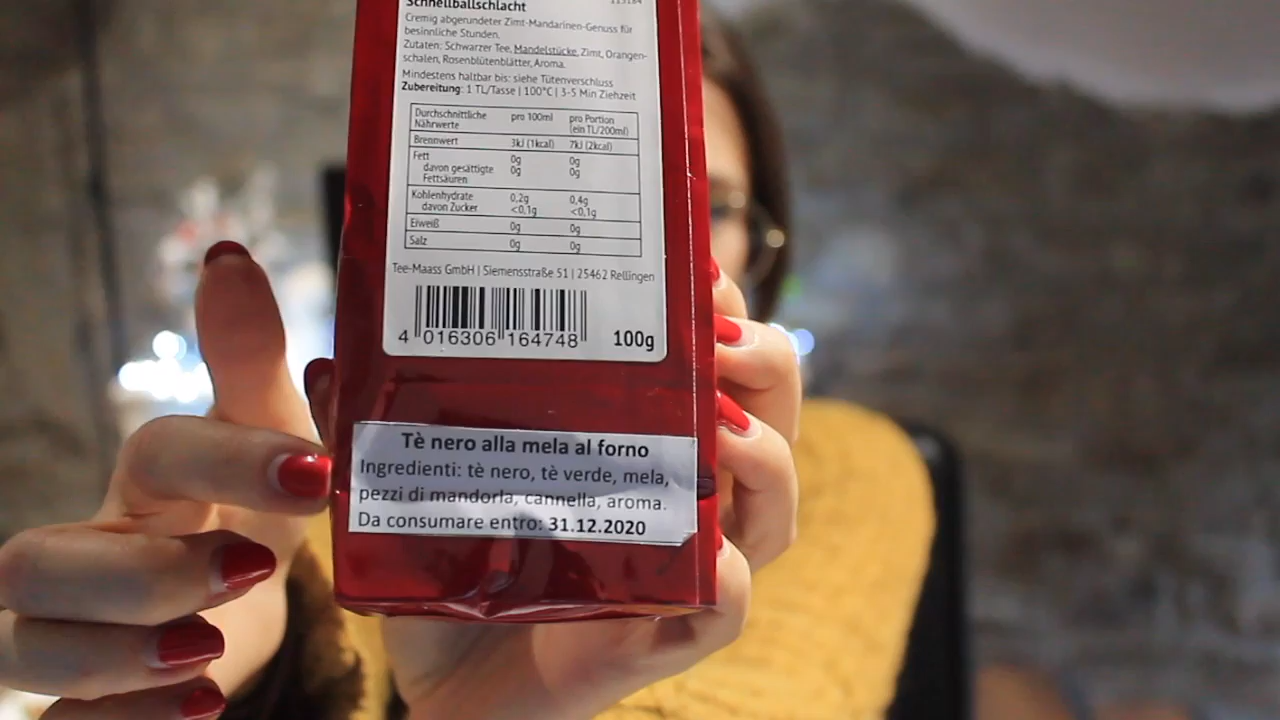 Schneeballschlacht
Cremig abgerundeter Zimt-Mandarinen-Genuss für
besinnliche Stunden.
Zutaten: Schwarzer Tee, Mandelstücke, Zimt, Orangen-
schalen, Rosenblütenblätter, Aroma.
Mindestens haltbar bis: siehe Tütenverschluss
Zubereitung: 1 TL/Tasse | 100°C | 3-5 Min Ziehzeit
Durchschnittliche Nährwerte pro 100ml pro Portion (ein TL/200ml)
Brennwert 3kJ (1kcal) 7kJ (2kcal)
Fett 0g 0g
davon gesättigte Fettsäuren 0g 0g
Kohlenhydrate 0,2g 0,4g
davon Zucker <0,1g <0,1g
Eiweiß 0g 0g
Salz 0g 0g
Tee-Maass GmbH | Siemensstraße 51 | 25462 Rellingen
4 016306 164748 100g
Tè nero alla mela al forno
Ingredienti: tè nero, tè verde, mela,
pezzi di mandorla, cannella, aroma.
Da consumare entro: 31.12.2020